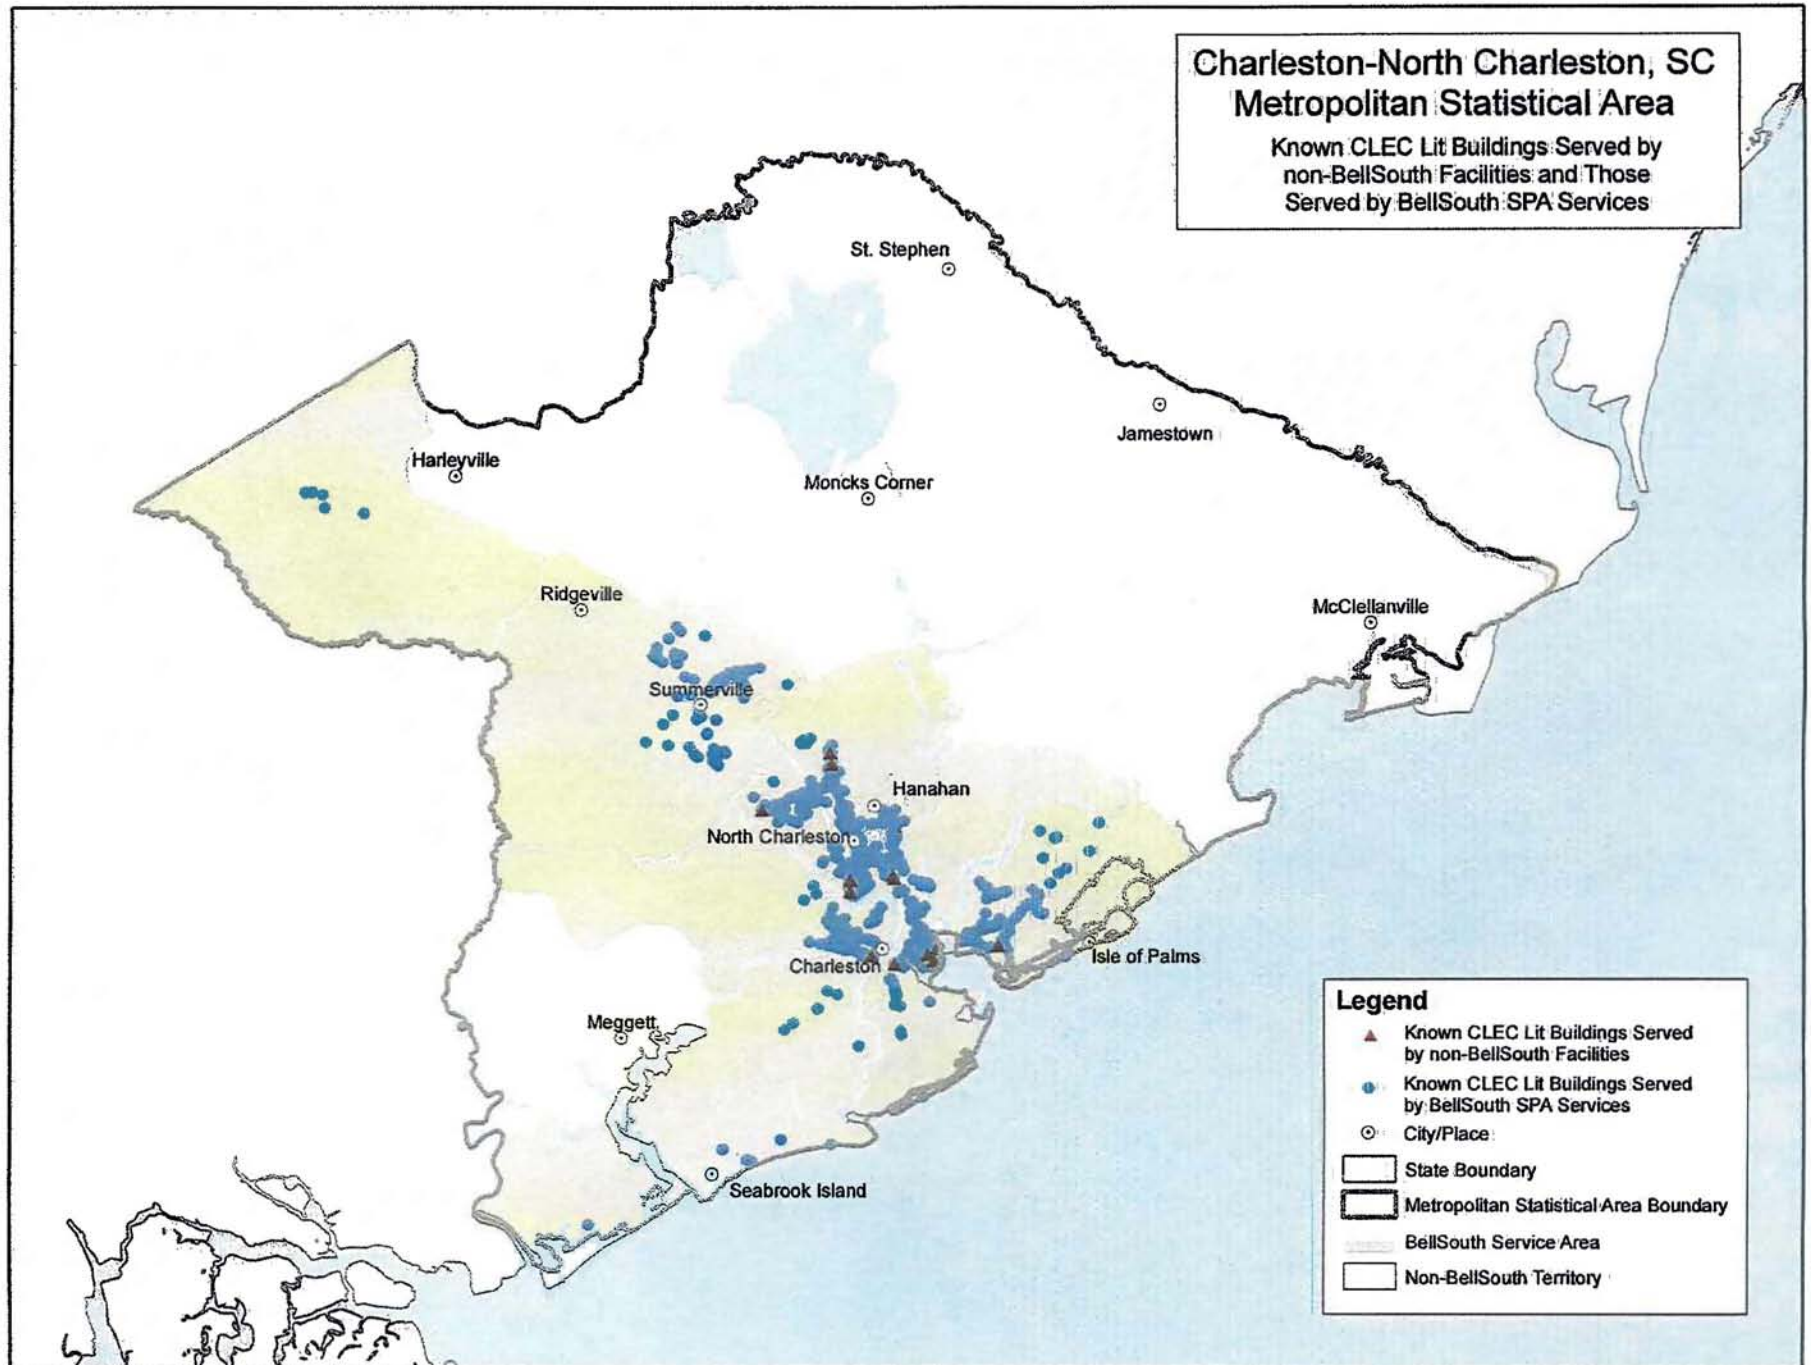 Charleston-North Charleston, SC
Metropolitan Statistical Area
Known CLEC Lit Buildings Served by
non-BellSouth Facilities and Those
Served by BellSouth SPA Services
St. Stephen
Jamestown
Harleyville
Moncks Corner
Ridgeville
McClellanville
Summerville
Hanahan
North Charleston
Charleston
Isle of Palms
Meggett
Seabrook Island
Legend
Known CLEC Lit Buildings Served
by non-BellSouth Facilities
Known CLEC Lit Buildings Served
by BellSouth SPA Services
City/Place
State Boundary
Metropolitan Statistical Area Boundary
BellSouth Service Area
Non-BellSouth Territory